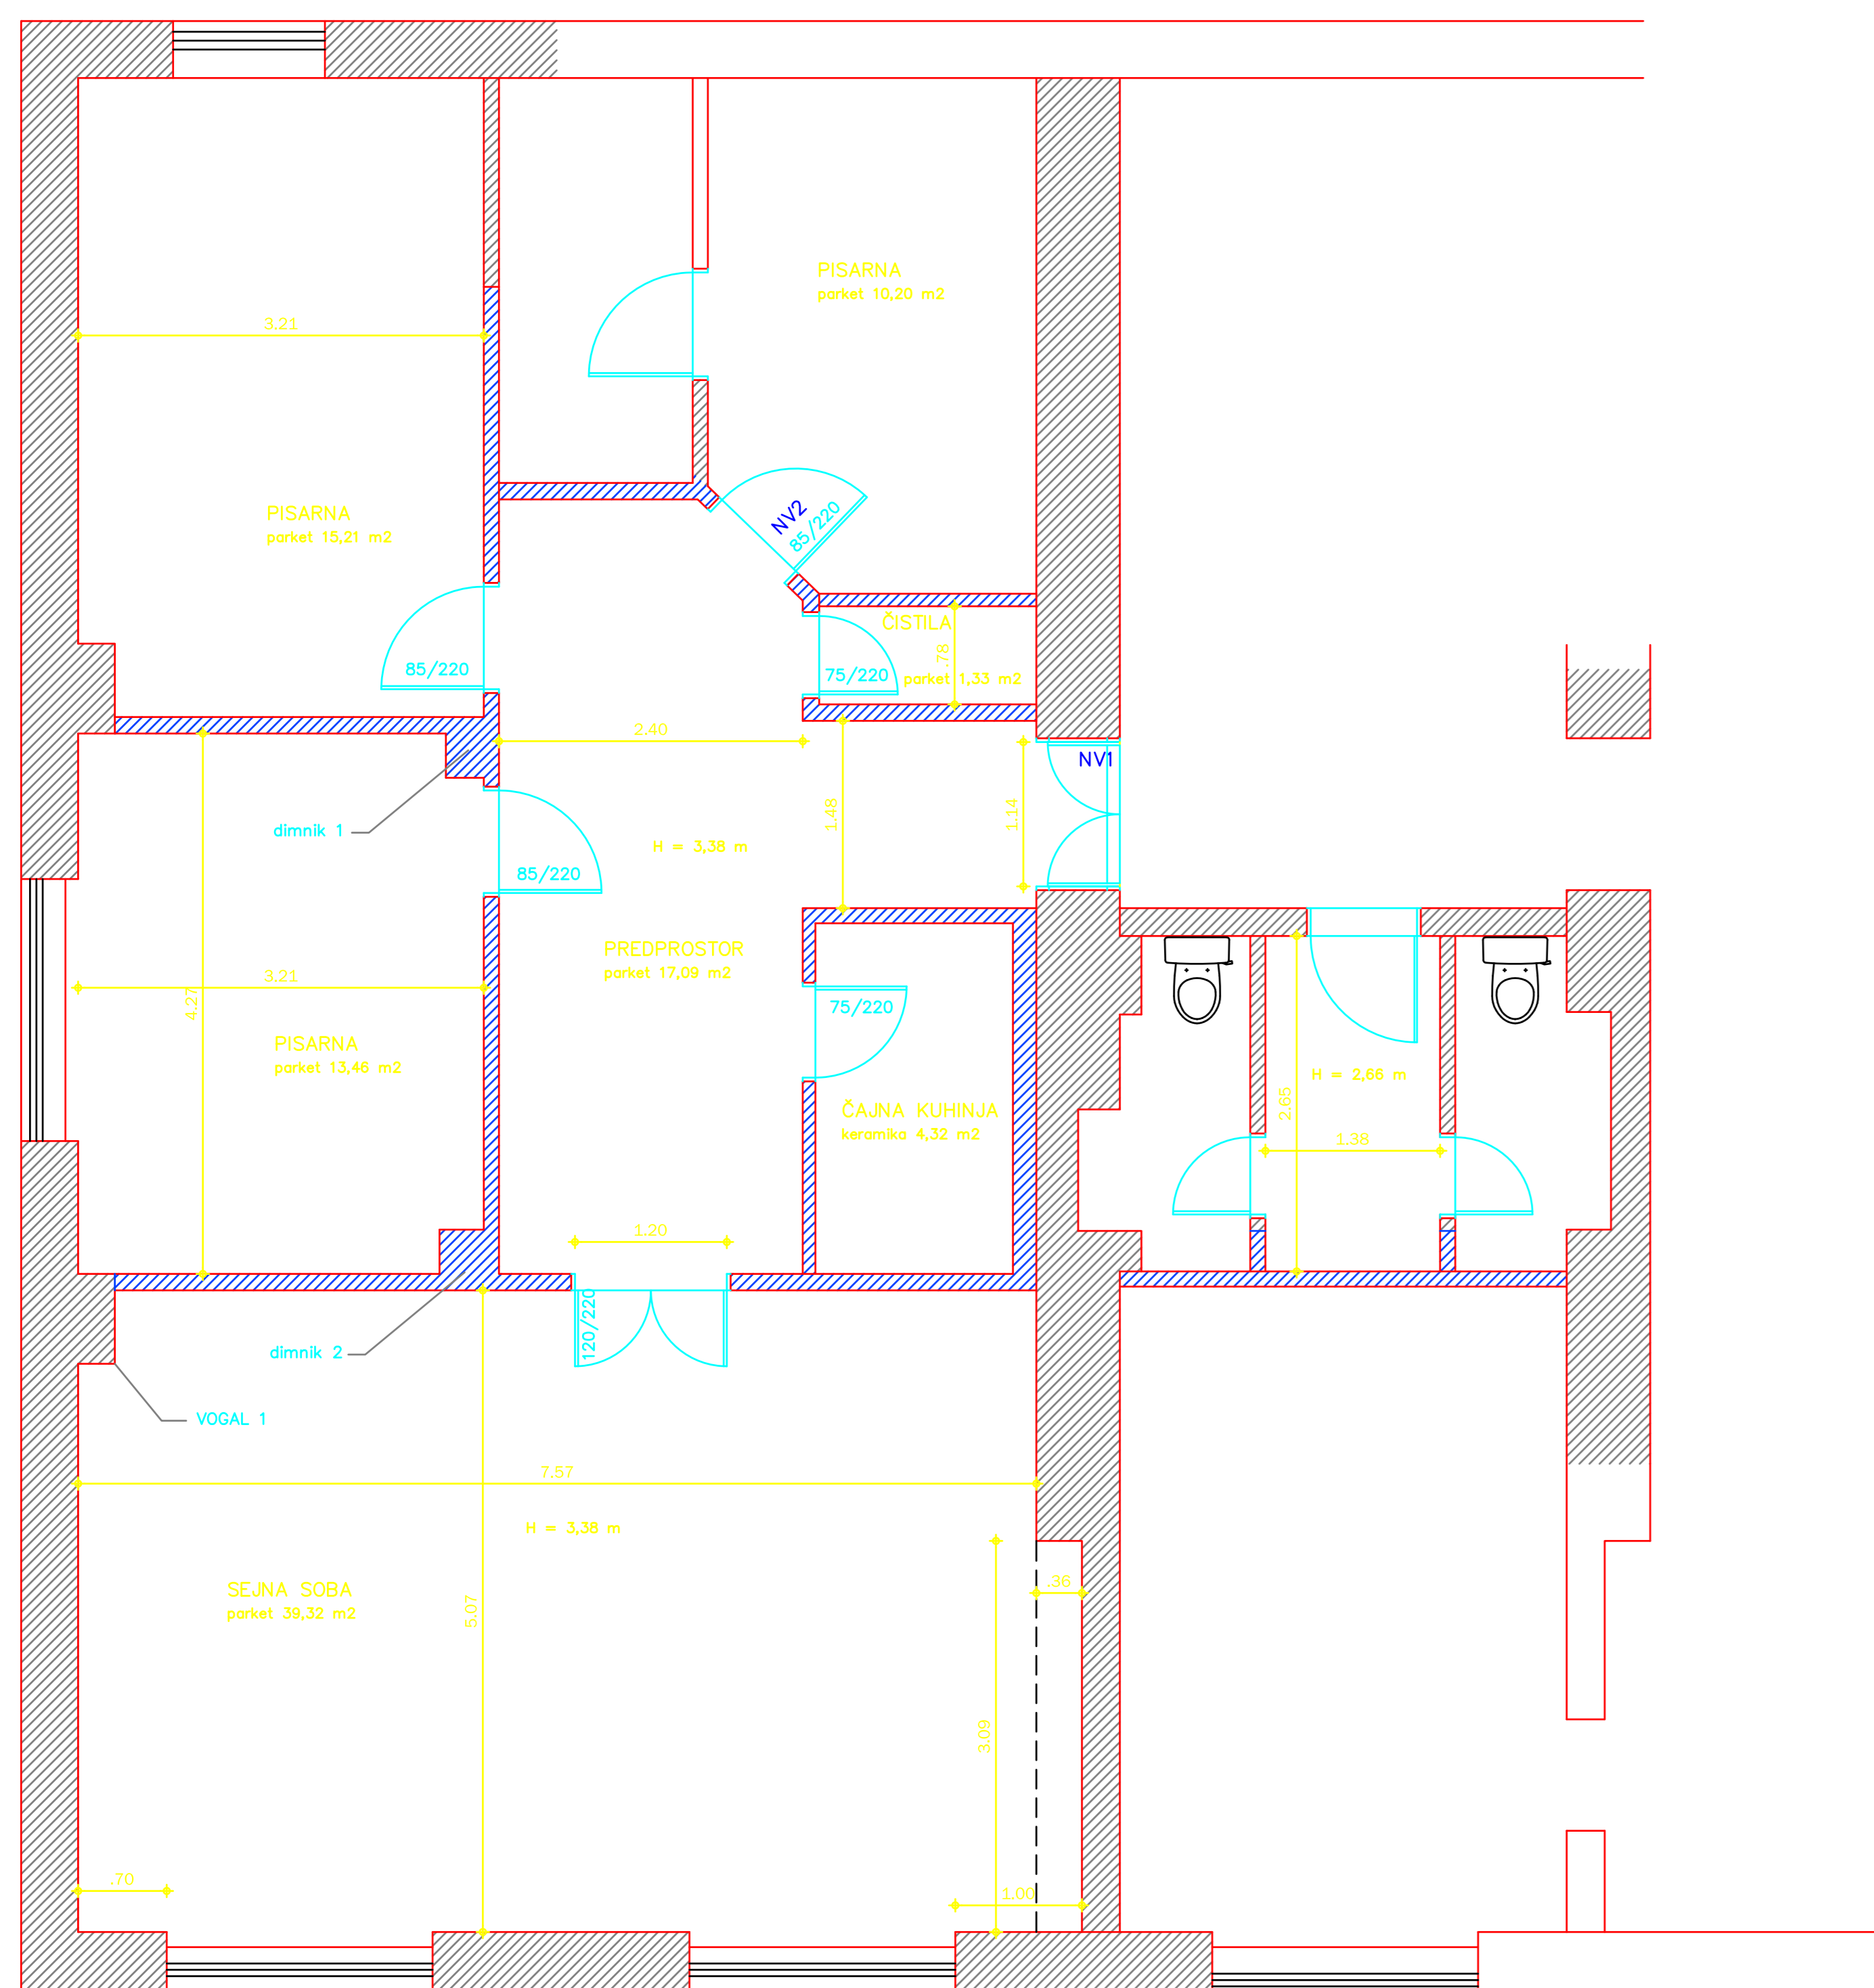 PISARNA
parket 10,20 m2
3.21
PISARNA
parket 15,21 m2
NV2
85/220
ČISTILA
.78
parket 1,33 m2
75/220
85/220
2.40
NV1
1.48
1.14
dimnik 1
H = 3,38 m
85/220
PREDPROSTOR
parket 17,09 m2
3.21
4.27
75/220
PISARNA
parket 13,46 m2
H = 2,66 m
2.65
ČAJNA KUHINJA
keramika 4,32 m2
1.38
1.20
120/220
dimnik 2
VOGAL 1
7.57
H = 3,38 m
SEJNA SOBA
parket 39,32 m2
5.07
.36
3.09
.70
1.00